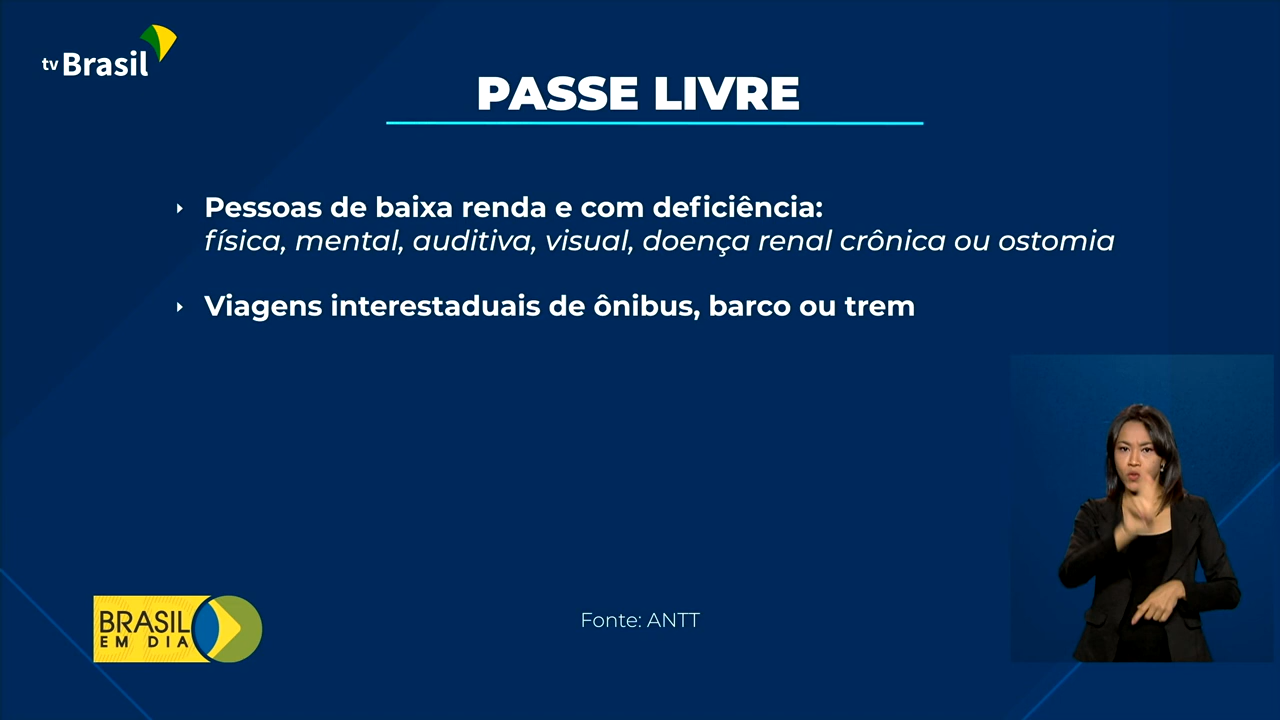 tv Brasil
PASSE LIVRE
Pessoas de baixa renda e com deficiência:
física, mental, auditiva, visual, doença renal crônica ou ostomia
Viagens interestaduais de ônibus, barco ou trem
BRASIL
EM DIA
Fonte: ANTT